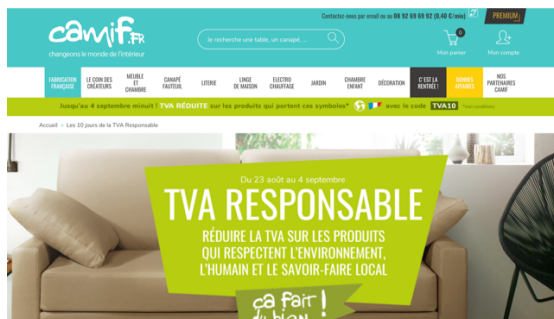 Contactez-nous par email ou au 08 92 69 69 92 (0.40 €/min)
PREMIUM
camif.FR
changeons le monde de l'intérieur
Je recherche une table, un canapé, ...
0
Mon panier
Mon compte
FABRICATION FRANÇAISE
LE COIN DES CRÉATEURS
MEUBLE ET CHAMBRE
CANAPÉ FAUTEUIL
LITERIE
LINGE DE MAISON
ELECTRO CHAUFFAGE
JARDIN
CHAMBRE ENFANT
DÉCORATION
C'EST LA RENTRÉE !
BONNES AFFAIRES
NOS PARTENAIRES CAMIF
Jusqu'au 4 septembre minuit ! TVA RÉDUITE sur les produits qui portent ces symboles* avec le code TVA10
Accueil > Les 10 jours de la TVA Responsable
Du 23 août au 4 septembre
TVA RESPONSABLE
RÉDUIRE LA TVA SUR LES PRODUITS
QUI RESPECTENT L'ENVIRONNEMENT,
L'HUMAIN ET LE SAVOIR-FAIRE LOCAL
ça fait !
du bien